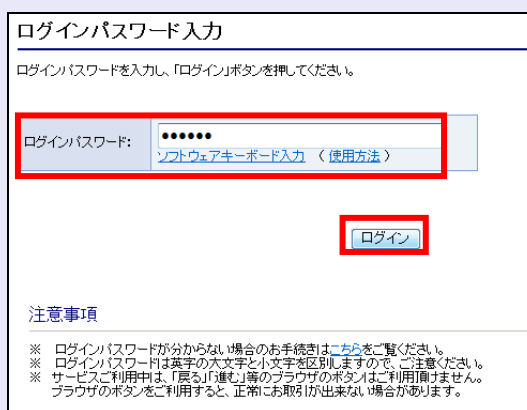 ログインパスワード入力
ログインパスワードを入力し、「ログイン」ボタンを押してください。
ログインパスワード: ●●●●●●
ソフトウェアキーボード入力 ( 使用方法 )
ログイン
注意事項
※ ログインパスワードが分からない場合のお手続きはこちらをご覧ください。
※ ログインパスワードは英字の大文字と小文字を区別しますので、ご注意ください。
※ サービスご利用中は、「戻る」「進む」等のブラウザのボタンはご利用頂けません。
ブラウザのボタンをご利用すると、正常にお取引が出来ない場合があります。